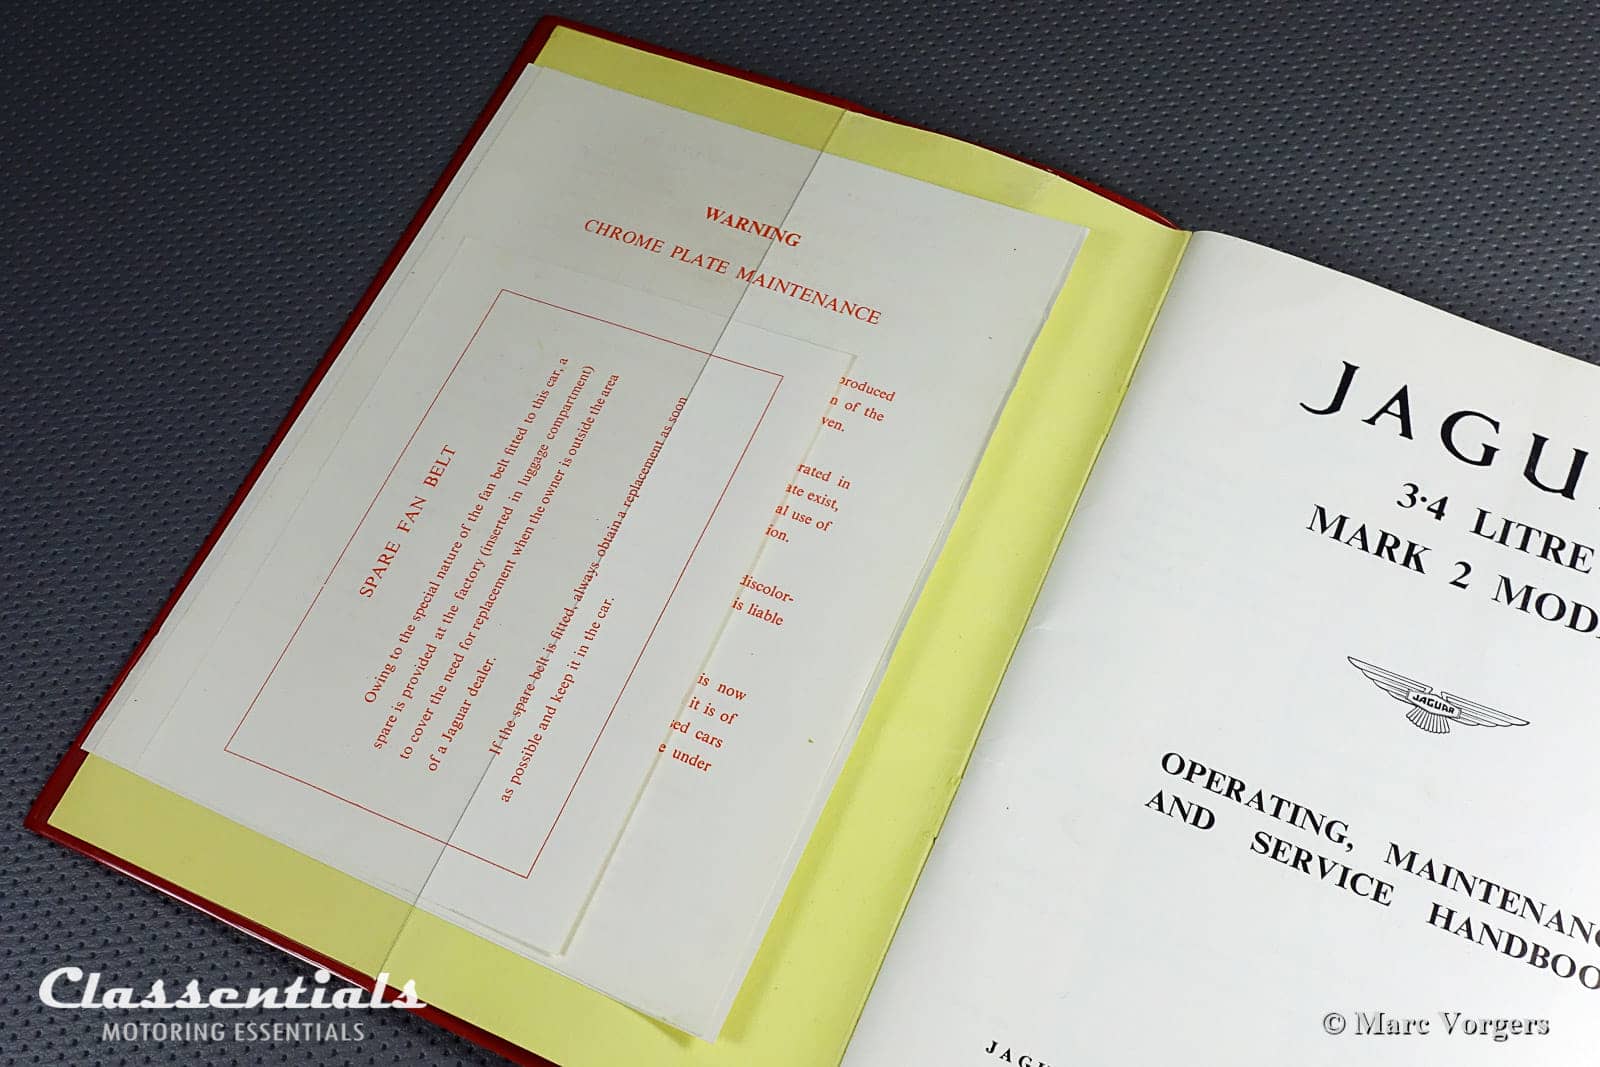 WARNING
CHROME PLATE MAINTENANCE
produced
n of the
ven.
rated in
ate exist,
al use of
ion.
discolor-
is liable
is now
it is of
sed cars
e under
SPARE FAN BELT
Owing to the special nature of the fan belt fitted to this car, a
spare is provided at the factory (inserted in luggage compartment)
to cover the need for replacement when the owner is outside the area
of a Jaguar dealer.
If the spare belt is fitted, always obtain a replacement as soon
as possible and keep it in the car.
JAGU
3·4 LITRE
MARK 2 MOD
JAGUAR
OPERATING, MAINTENANC
AND SERVICE HANDBOO
JAGU
Classentials
MOTORING ESSENTIALS
© Marc Vorgers